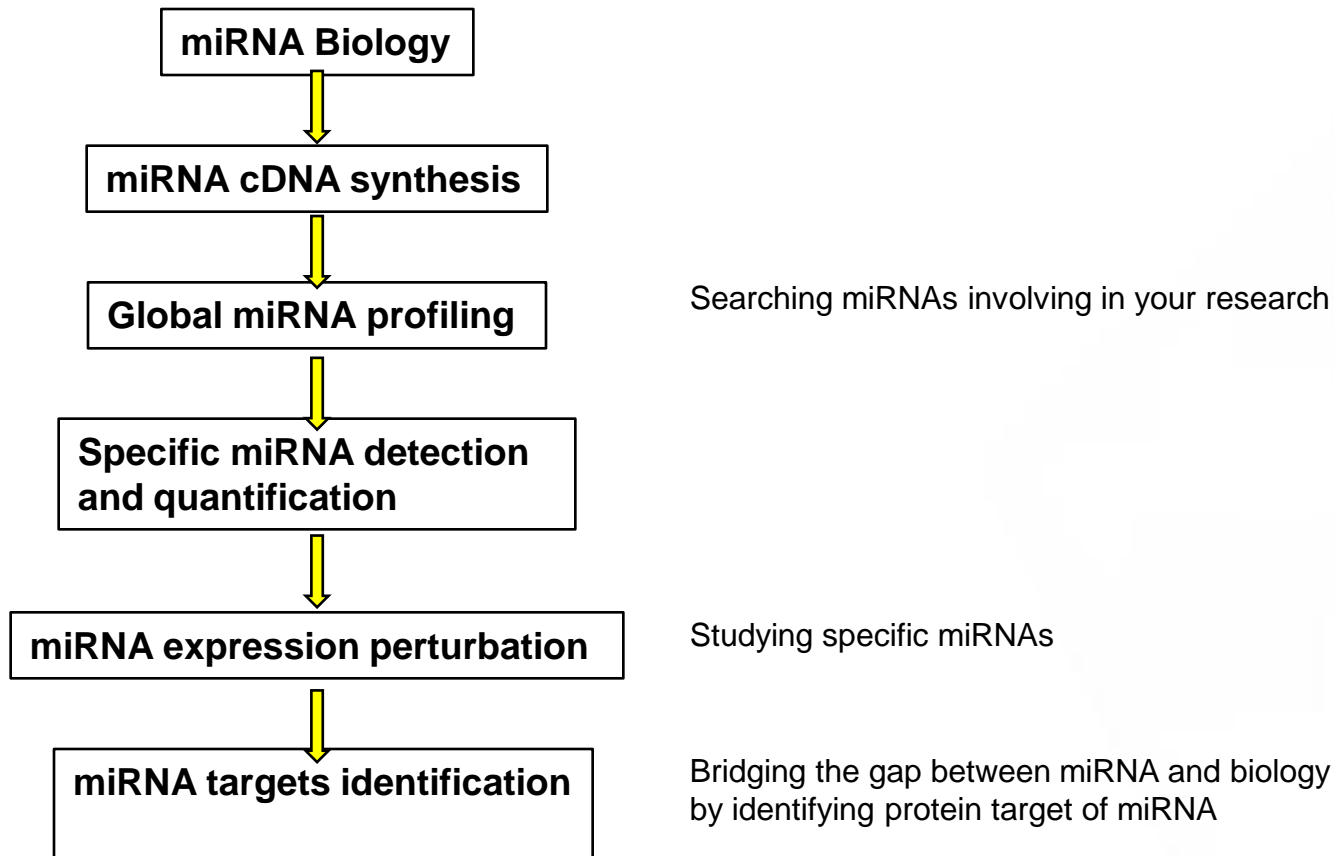 miRNA Biology
miRNA cDNA synthesis
Global miRNA profiling
Searching miRNAs involving in your research
Specific miRNA detection
and quantification
miRNA expression perturbation
Studying specific miRNAs
miRNA targets identification
Bridging the gap between miRNA and biology
by identifying protein target of miRNA